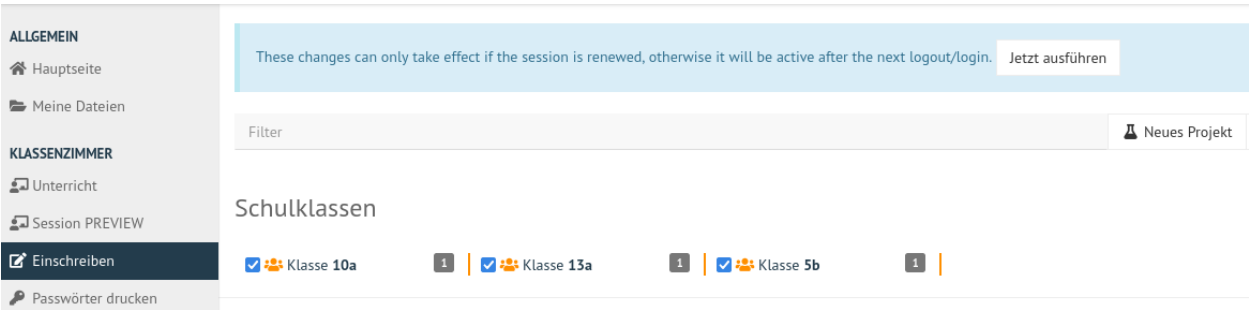 ALLGEMEIN
Hauptseite
Meine Dateien
KLASSENZIMMER
Unterricht
Session PREVIEW
Einschreiben
Passwörter drucken
These changes can only take effect if the session is renewed, otherwise it will be active after the next logout/login. Jetzt ausführen
Filter Neues Projekt
Schulklassen
Klasse 10a 1 Klasse 13a 1 Klasse 5b 1